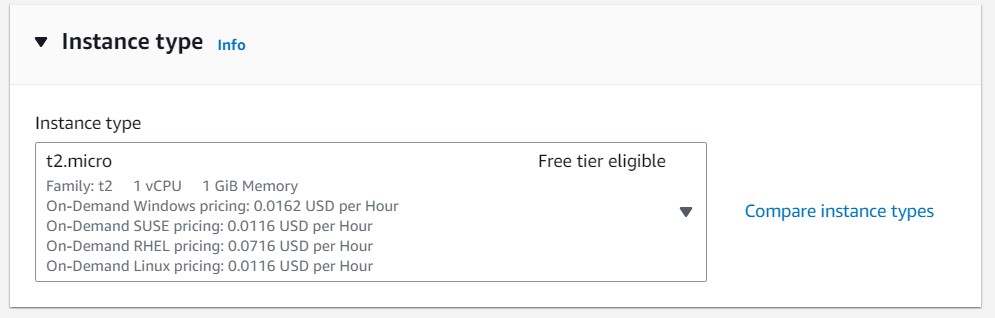 Instance type Info
Instance type
t2.micro Free tier eligible
Family: t2 1 vCPU 1 GiB Memory
On-Demand Windows pricing: 0.0162 USD per Hour
On-Demand SUSE pricing: 0.0116 USD per Hour
On-Demand RHEL pricing: 0.0716 USD per Hour
On-Demand Linux pricing: 0.0116 USD per Hour
Compare instance types